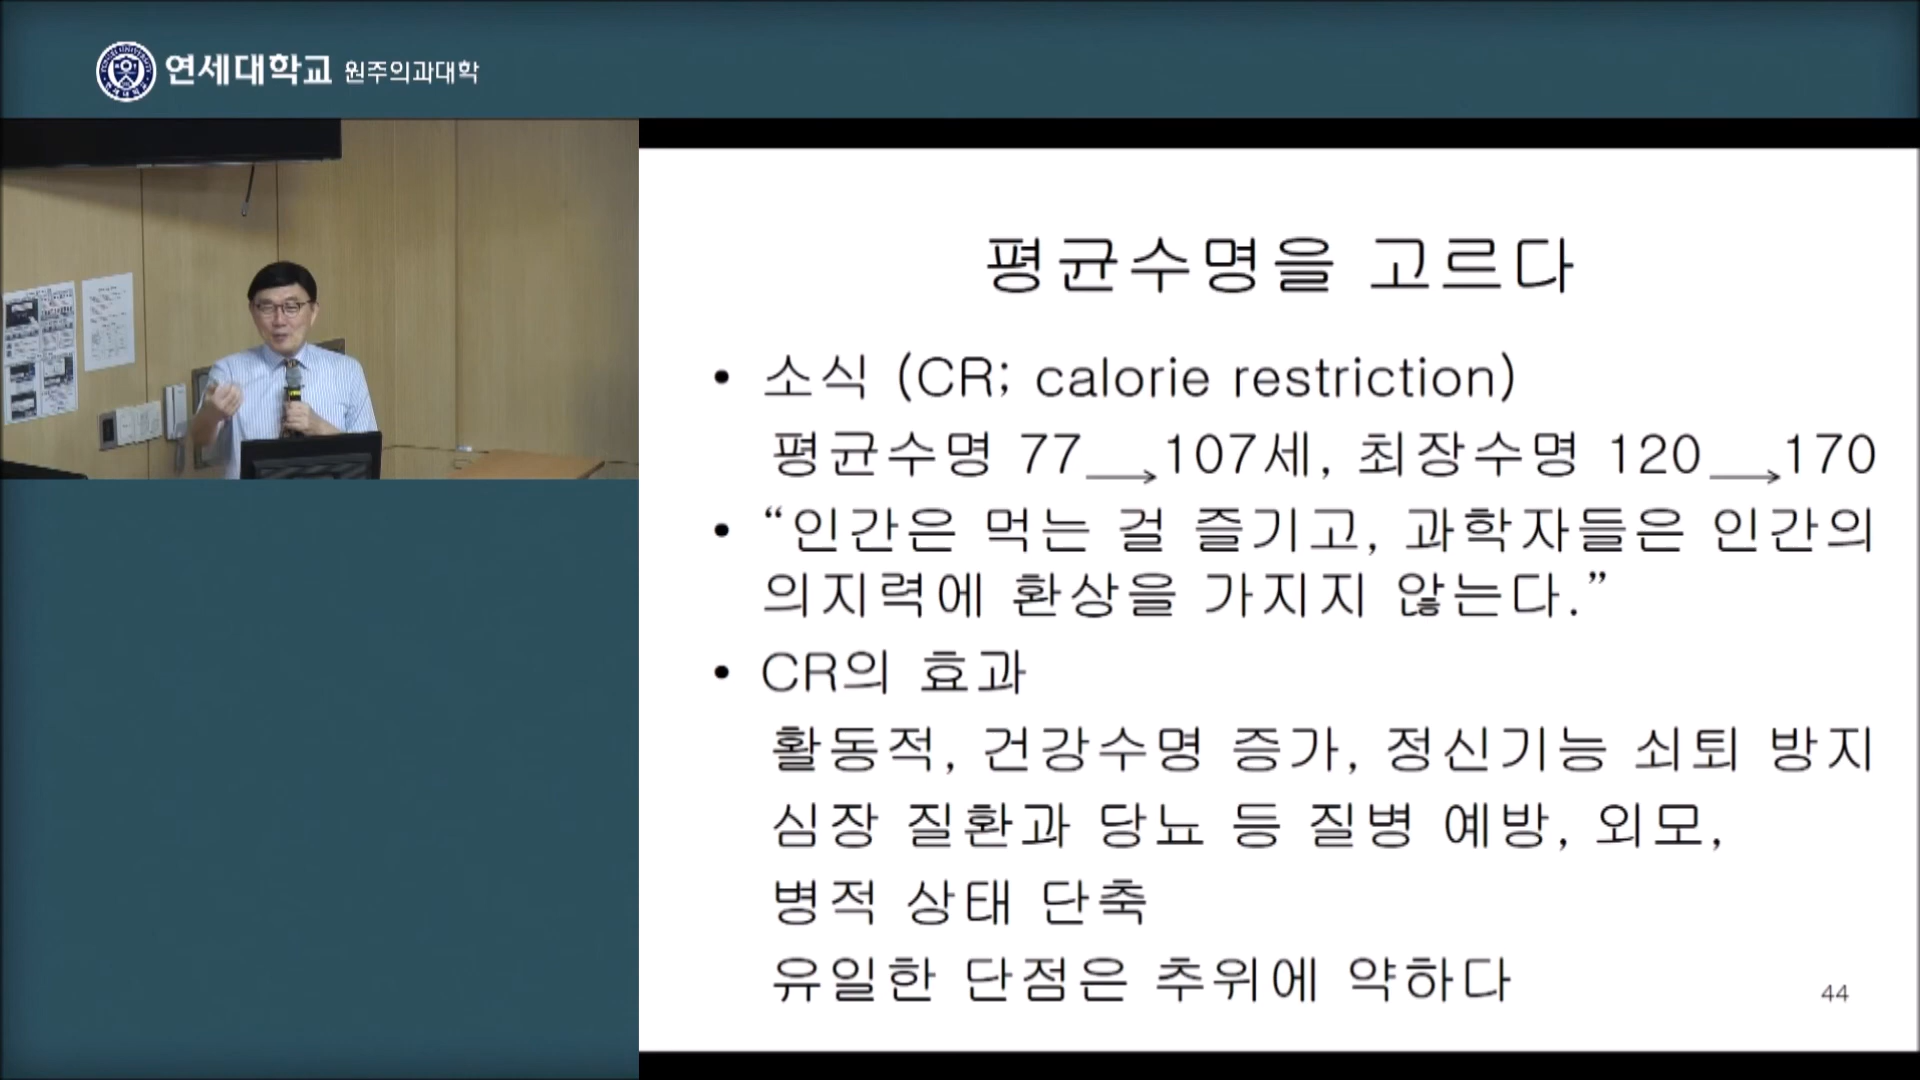 연세대학교 원주의과대학
평균수명을 고르다
• 소식 (CR; calorie restriction)
평균수명 77→107세, 최장수명 120→170
• “인간은 먹는 걸 즐기고, 과학자들은 인간의
의지력에 환상을 가지지 않는다.”
• CR의 효과
활동적, 건강수명 증가, 정신기능 쇠퇴 방지
심장 질환과 당뇨 등 질병 예방, 외모,
병적 상태 단축
유일한 단점은 추위에 약하다
44